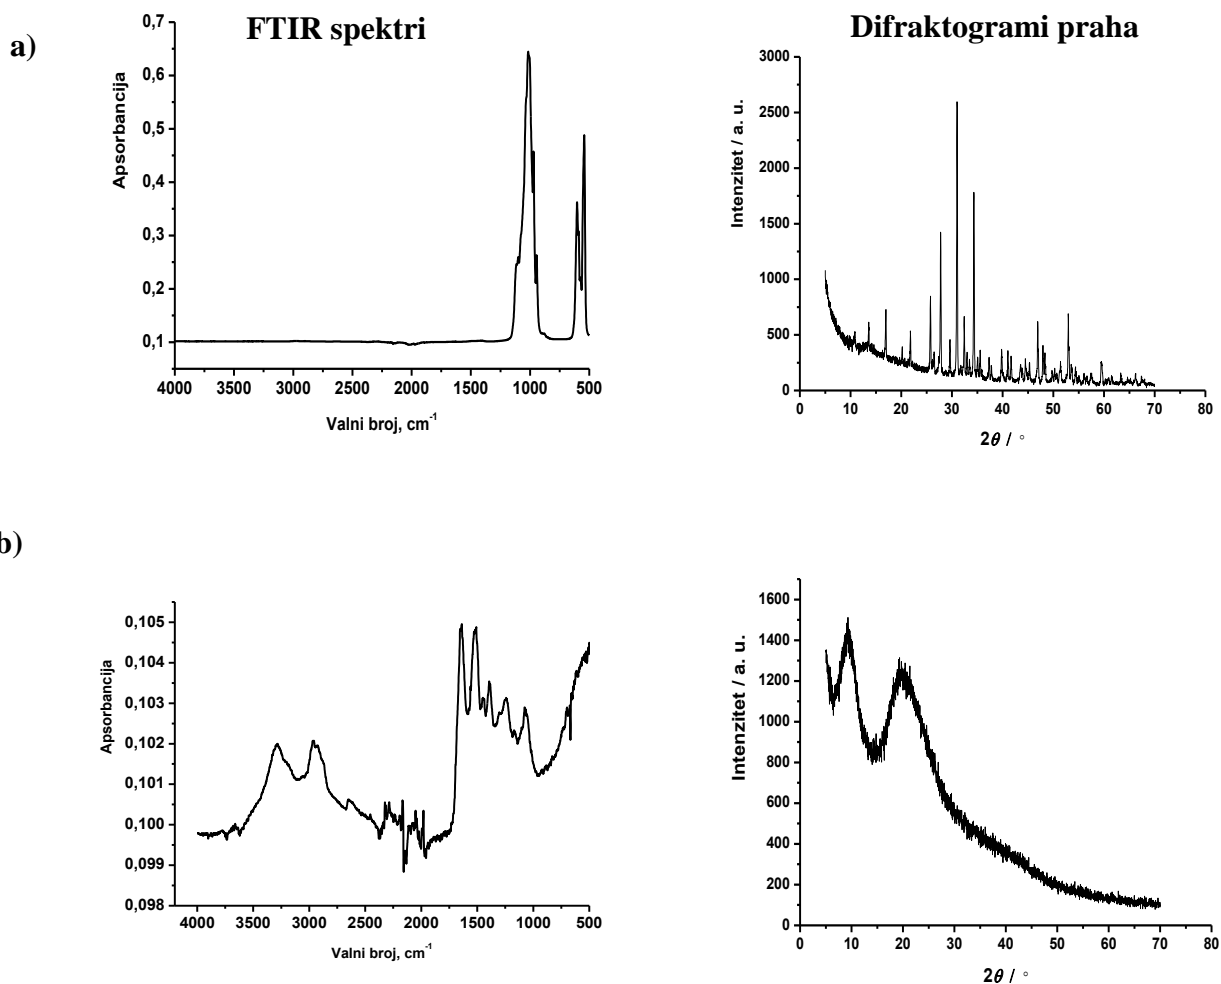 a)
FTIR spektri
Difraktogrami praha
0,7
0,6
0,5
0,4
0,3
0,2
0,1
Apsorbancija
4000 3500 3000 2500 2000 1500 1000 500
Valni broj, cm-1
3000
2500
2000
1500
1000
500
0
Intenzitet / a. u.
0 10 20 30 40 50 60 70 80
2θ / °
b)
0,105
0,104
0,103
0,102
0,101
0,100
0,099
0,098
Apsorbancija
4000 3500 3000 2500 2000 1500 1000 500
Valni broj, cm-1
1600
1400
1200
1000
800
600
400
200
0
Intenzitet / a. u.
0 10 20 30 40 50 60 70 80
2θ / °